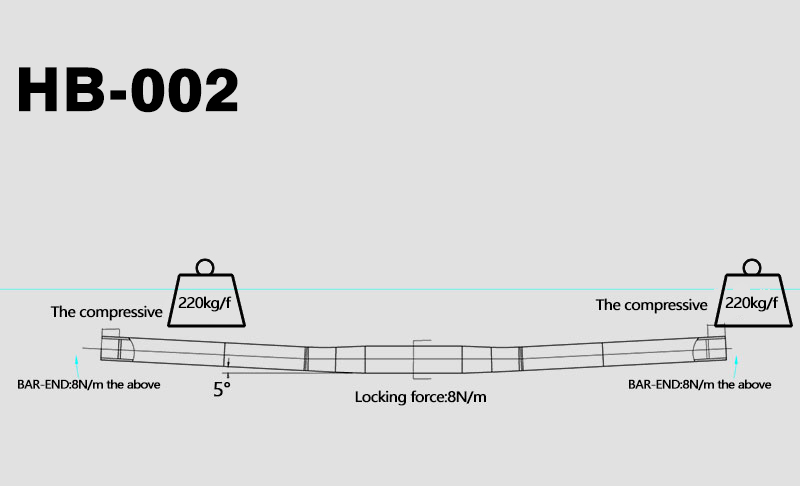 HB-002
The compressive
220kg/f
The compressive
220kg/f
BAR-END:8N/m the above
5°
Locking force:8N/m
BAR-END:8N/m the above